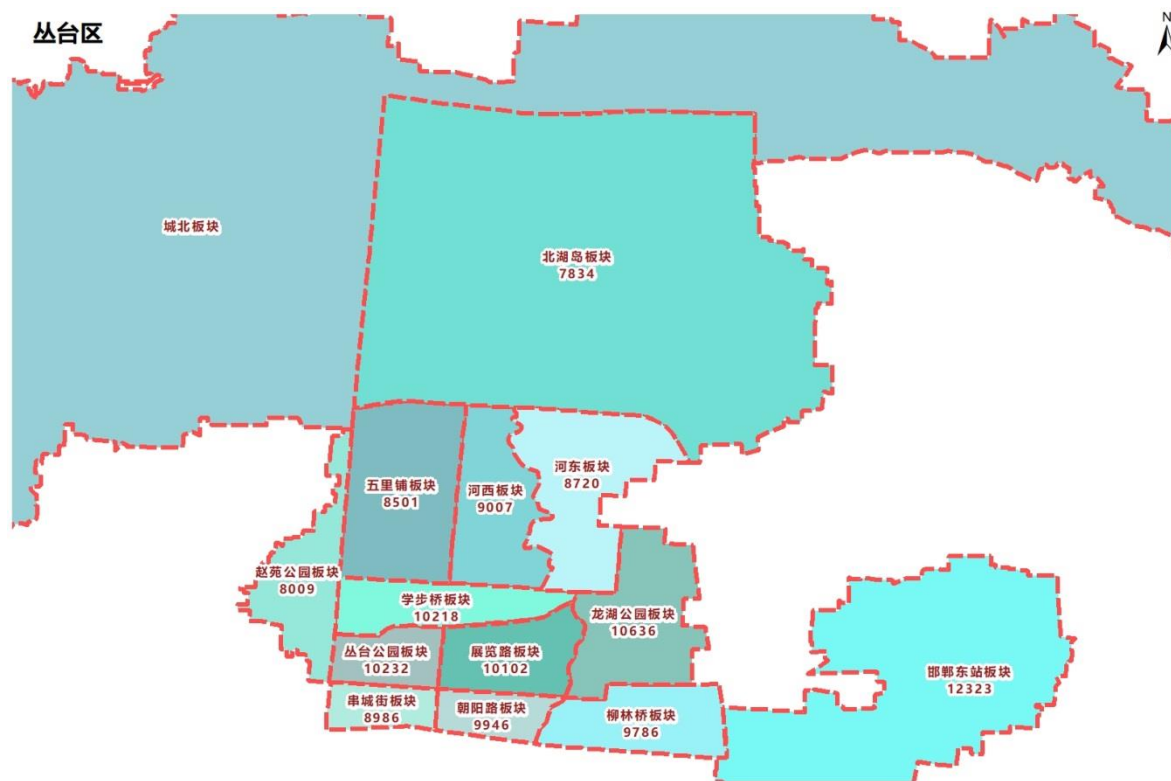 丛台区
N
城北板块
北湖岛板块
7834
五里铺板块
8501
河西板块
9007
河东板块
8720
赵苑公园板块
8009
学步桥板块
10218
龙湖公园板块
10636
丛台公园板块
10232
展览路板块
10102
邯郸东站板块
12323
串城街板块
8986
朝阳路板块
9946
柳林桥板块
9786